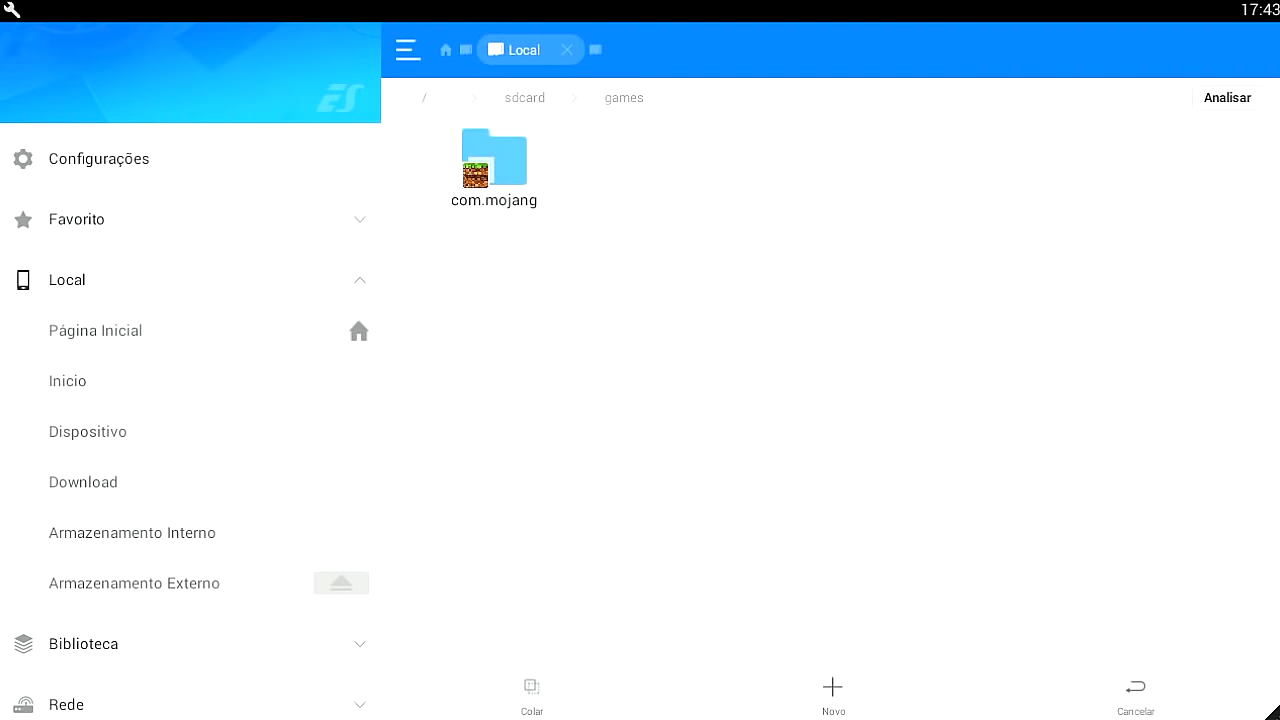 17:43
ES
Local
/ sdcard games
Analisar
com.mojang
Configurações
Favorito
Local
Página Inicial
Inicio
Dispositivo
Download
Armazenamento Interno
Armazenamento Externo
Biblioteca
Rede
Colar
Novo
Cancelar